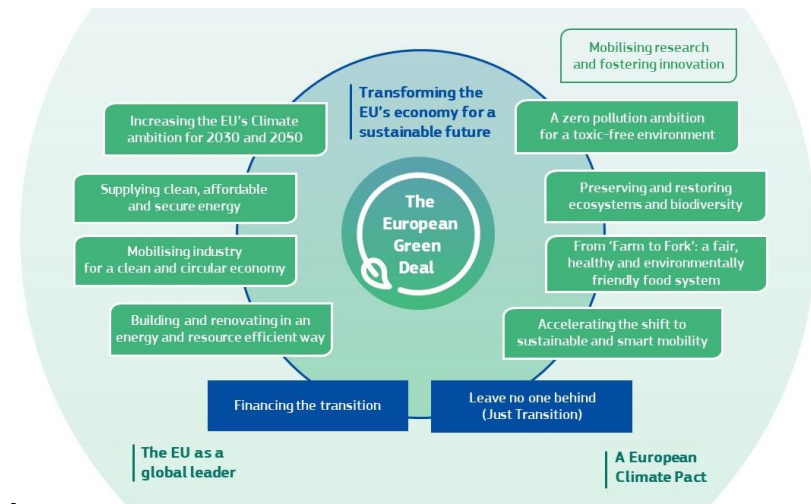 Mobilising research
and fostering innovation
Transforming the
EU's economy for a
sustainable future
Increasing the EU's Climate
ambition for 2030 and 2050
A zero pollution ambition
for a toxic-free environment
Supplying clean, affordable
and secure energy
The
European
Green
Deal
Preserving and restoring
ecosystems and biodiversity
Mobilising industry
for a clean and circular economy
From 'Farm to Fork': a fair,
healthy and environmentally
friendly food system
Building and renovating in an
energy and resource efficient way
Accelerating the shift to
sustainable and smart mobility
Financing the transition
Leave no one behind
(Just Transition)
The EU as a
global leader
A European
Climate Pact